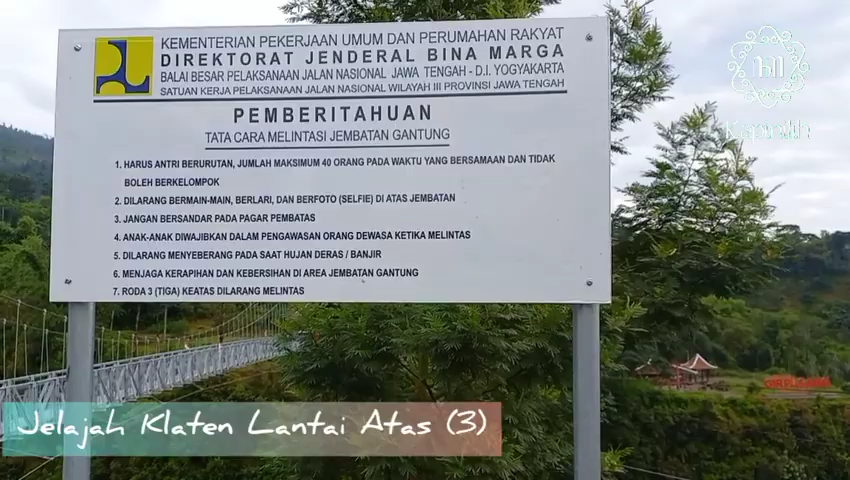 KEMENTERIAN PEKERJAAN UMUM DAN PERUMAHAN RAKYAT
DIREKTORAT JENDERAL BINA MARGA
BALAI BESAR PELAKSANAAN JALAN NASIONAL JAWA TENGAH - D.I. YOGYAKARTA
SATUAN KERJA PELAKSANAAN JALAN NASIONAL WILAYAH III PROVINSI JAWA TENGAH
PEMBERITAHUAN
TATA CARA MELINTASI JEMBATAN GANTUNG
1. HARUS ANTRI BERURUTAN, JUMLAH MAKSIMUM 40 ORANG PADA WAKTU YANG BERSAMAAN DAN TIDAK
BOLEH BERKELOMPOK
2. DILARANG BERMAIN-MAIN, BERLARI, DAN BERFOTO (SELFIE) DI ATAS JEMBATAN
3. JANGAN BERSANDAR PADA PAGAR PEMBATAS
4. ANAK-ANAK DIWAJIBKAN DALAM PENGAWASAN ORANG DEWASA KETIKA MELINTAS
5. DILARANG MENYEBERANG PADA SAAT HUJAN DERAS / BANJIR
6. MENJAGA KERAPIHAN DAN KEBERSIHAN DI AREA JEMBATAN GANTUNG
7. RODA 3 (TIGA) KEATAS DILARANG MELINTAS
Jelajah Klaten Lantai Atas (3)